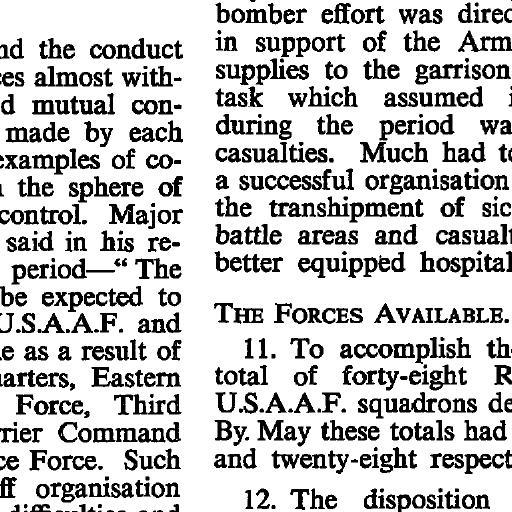 nd the conduct
ces almost with-
d mutual con-
made by each
examples of co-
the sphere of
control. Major
said in his re-
period—“ The
be expected to
U.S.A.A.F. and
e as a result of
arters, Eastern
Force, Third
rier Command
ce Force. Such
ff organisation
difficulties and
bomber effort was direc
in support of the Arm
supplies to the garrison
task which assumed i
during the period wa
casualties. Much had to
a successful organisation
the transhipment of sic
battle areas and casualt
better equipped hospital
THE FORCES AVAILABLE.
11. To accomplish th
total of forty-eight R
U.S.A.A.F. squadrons de
By. May these totals had
and twenty-eight respect
12. The disposition